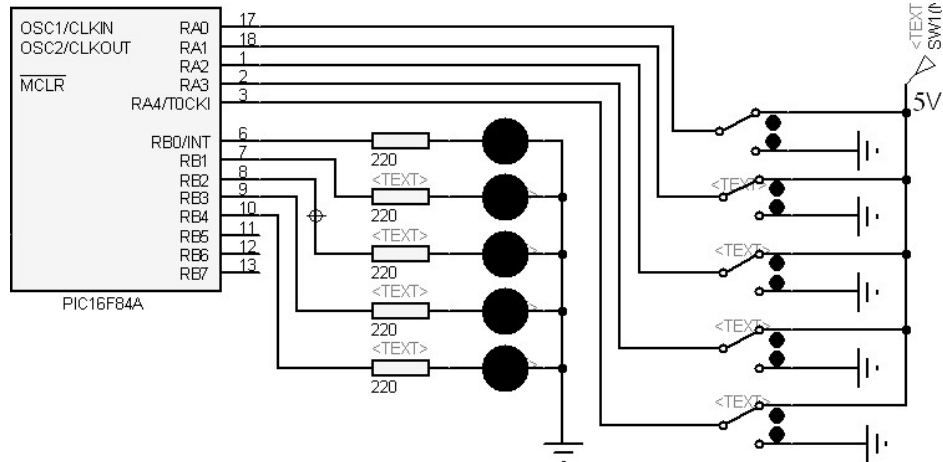 OSC1/CLKIN
OSC2/CLKOUT
MCLR
RA0
RA1
RA2
RA3
RA4/T0CKI
RB0/INT
RB1
RB2
RB3
RB4
RB5
RB6
RB7
17
18
1
2
3
6
7
8
9
10
11
12
13
PIC16F84A
220
<TEXT>
220
<TEXT>
220
<TEXT>
220
<TEXT>
220
<TEXT>
<TEXT>
<TEXT>
<TEXT>
<TEXT>
5V